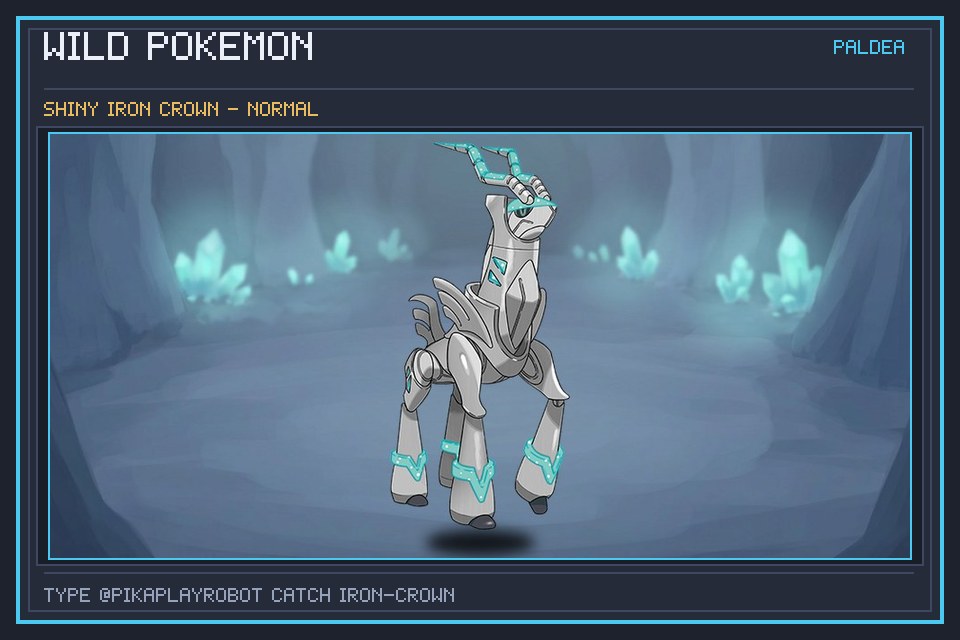 WILD POKEMON
PALDEA
SHINY IRON CROWN - NORMAL
TYPE @PIKAPLAYROBOT CATCH IRON-CROWN